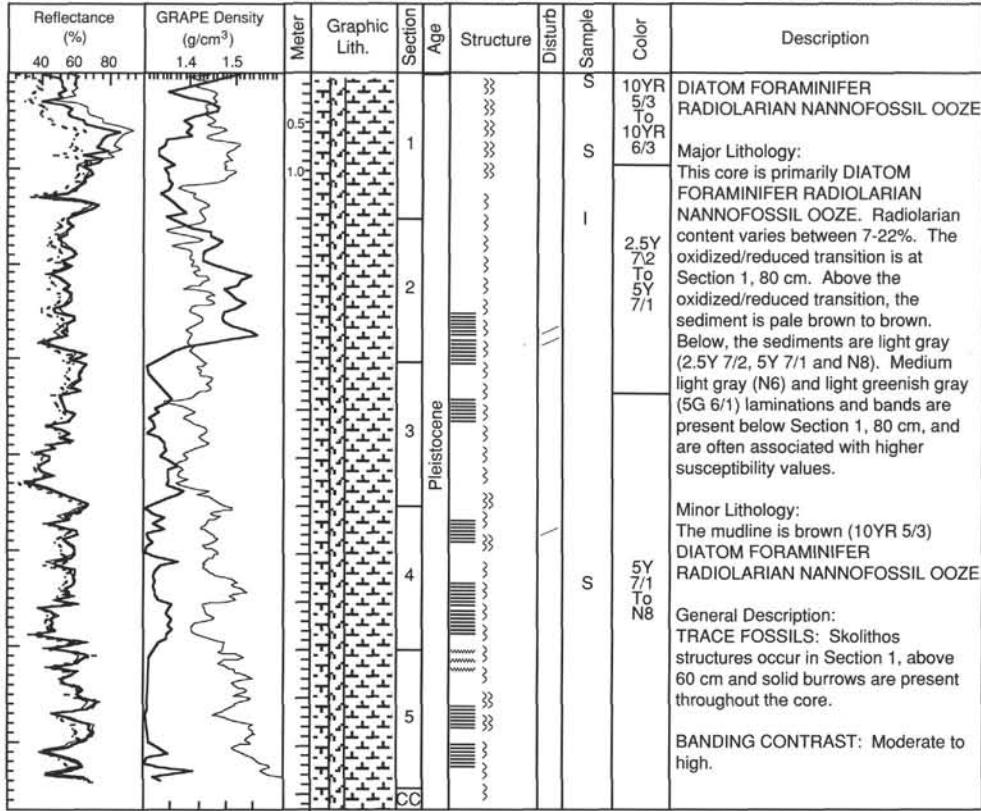 Reflectance
(%)
GRAPE Density
(g/cm³)
Meter
Graphic
Lith.
Section
Age
Structure
Disturb
Sample
Color
Description
40 60 80
1.4 1.5
0.5
1.0
1
2
3
4
5
CC
Pleistocene
S
S
I
S
10YR
5/3
To
10YR
6/3
2.5Y
7\2
To
5Y
7/1
5Y
7/1
To
N8
DIATOM FORAMINIFER
RADIOLARIAN NANNOFOSSIL OOZE
Major Lithology:
This core is primarily DIATOM
FORAMINIFER RADIOLARIAN
NANNOFOSSIL OOZE. Radiolarian
content varies between 7-22%. The
oxidized/reduced transition is at
Section 1, 80 cm. Above the
oxidized/reduced transition, the
sediment is pale brown to brown.
Below, the sediments are light gray
(2.5Y 7/2, 5Y 7/1 and N8). Medium
light gray (N6) and light greenish gray
(5G 6/1) laminations and bands are
present below Section 1, 80 cm, and
are often associated with higher
susceptibility values.
Minor Lithology:
The mudline is brown (10YR 5/3)
DIATOM FORAMINIFER
RADIOLARIAN NANNOFOSSIL OOZE
General Description:
TRACE FOSSILS: Skolithos
structures occur in Section 1, above
60 cm and solid burrows are present
throughout the core.
BANDING CONTRAST: Moderate to
high.